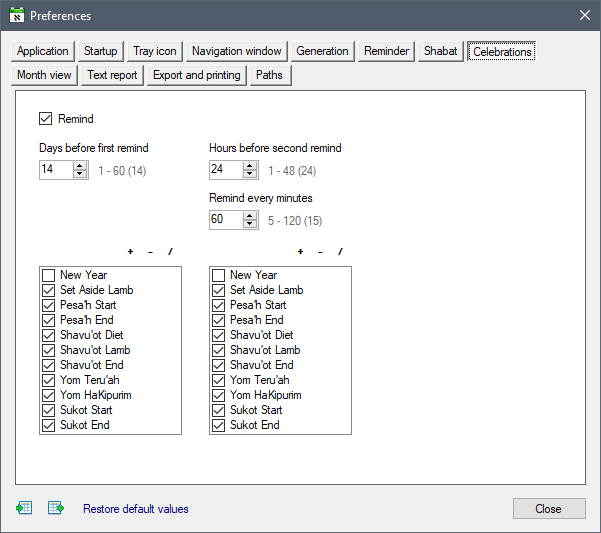 Preferences
Application Startup Tray icon Navigation window Generation Reminder Shabat Celebrations
Month view Text report Export and printing Paths
Remind
Days before first remind Hours before second remind
14 1 - 60 (14) 24 1 - 48 (24)
Remind every minutes
60 5 - 120 (15)
+ - / + - /
New Year New Year
Set Aside Lamb Set Aside Lamb
Pesa'h Start Pesa'h Start
Pesa'h End Pesa'h End
Shavu'ot Diet Shavu'ot Diet
Shavu'ot Lamb Shavu'ot Lamb
Shavu'ot End Shavu'ot End
Yom Teru'ah Yom Teru'ah
Yom HaKipurim Yom HaKipurim
Sukot Start Sukot Start
Sukot End Sukot End
Restore default values Close